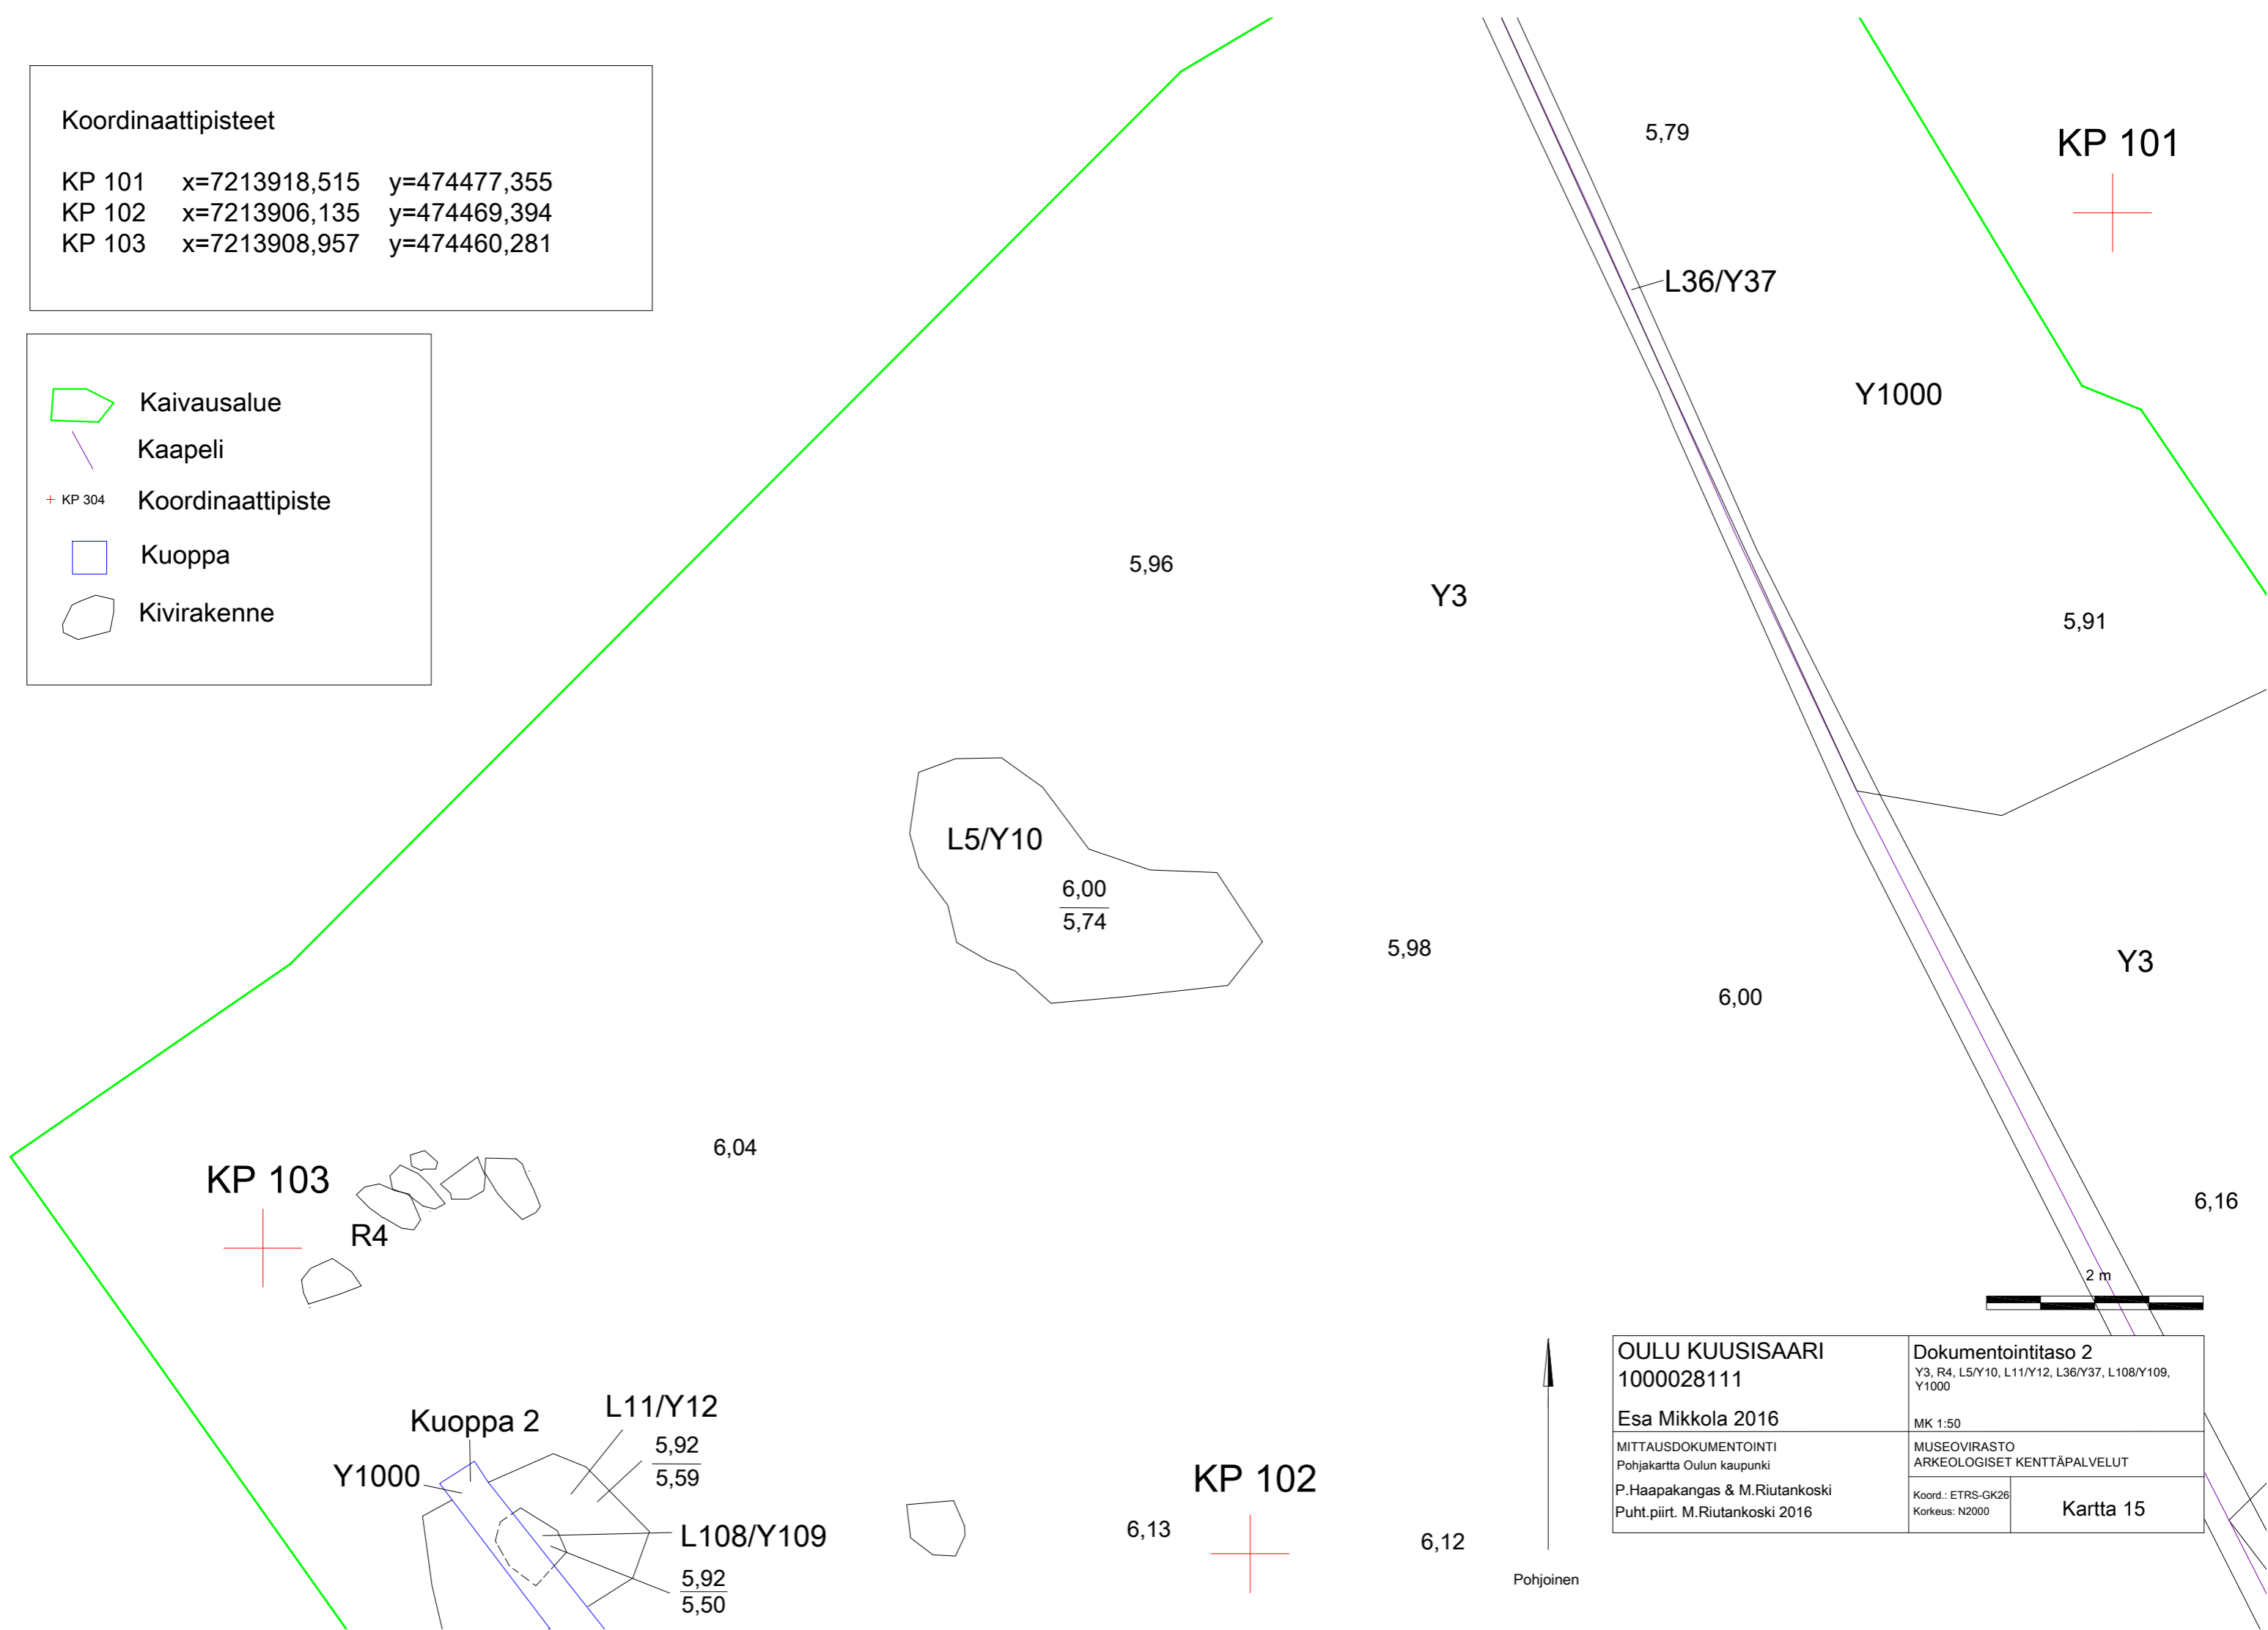 Koordinaattipisteet
KP 101 x=7213918,515 y=474477,355
KP 102 x=7213906,135 y=474469,394
KP 103 x=7213908,957 y=474460,281
Kaivausalue
Kaapeli
KP 304 Koordinaattipiste
Kuoppa
Kivirakenne
5,79
KP 101
L36/Y37
Y1000
5,96
Y3
5,91
L5/Y10
6,00
5,74
5,98
6,00
Y3
6,04
KP 103
R4
6,16
2 m
Kuoppa 2
L11/Y12
5,92
5,59
Y1000
L108/Y109
5,92
5,50
KP 102
6,13
6,12
Pohjoinen
OULU KUUSISAARI
1000028111
Esa Mikkola 2016
MITTAUSDOKUMENTOINTI
Pohjakartta Oulun kaupunki
P.Haapakangas & M.Riutankoski
Puht.piirt. M.Riutankoski 2016
Dokumentointitaso 2
Y3, R4, L5/Y10, L11/Y12, L36/Y37, L108/Y109,
Y1000
MK 1:50
MUSEOVIRASTO
ARKEOLOGISET KENTTÄPALVELUT
Koord.: ETRS-GK26
Korkeus: N2000
Kartta 15